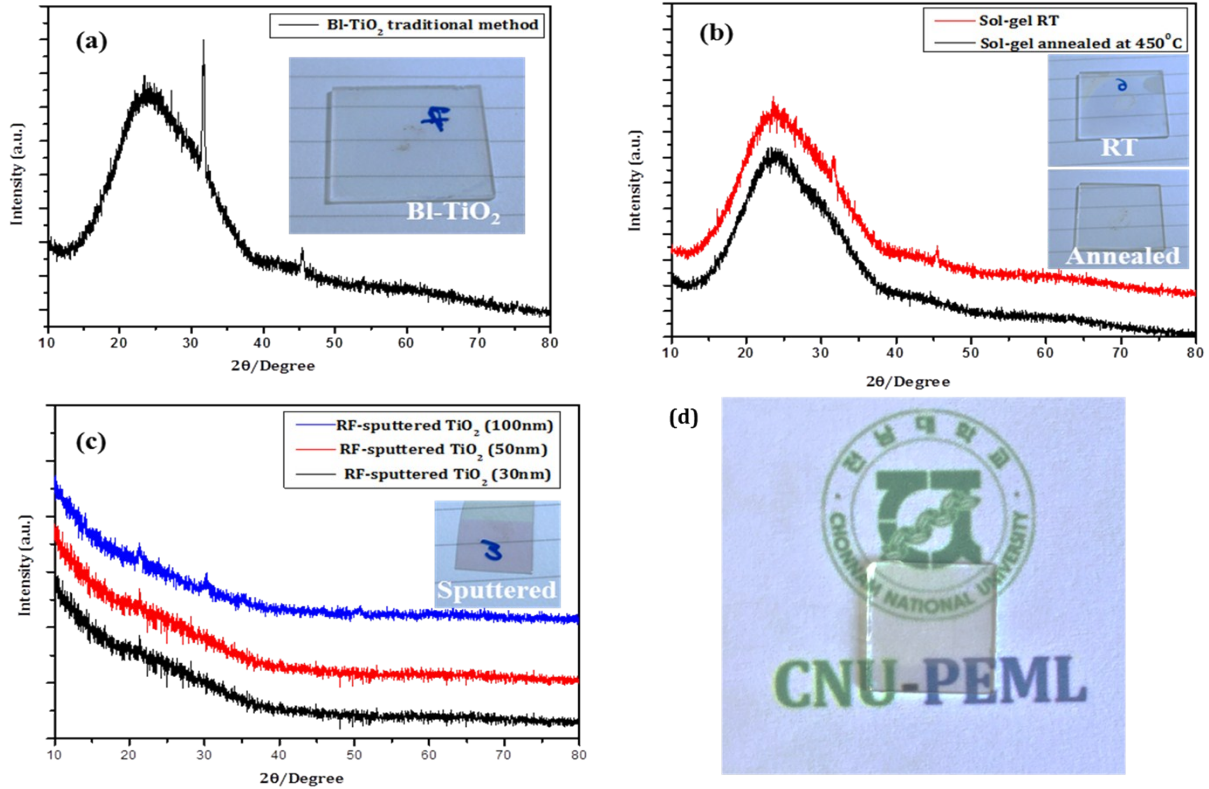 (a)
Bl-TiO₂ traditional method
Bl-TiO₂
Intensity (a.u.)
10 20 30 40 50 60 70 80
2θ/Degree
(b)
Sol-gel RT
Sol-gel annealed at 450⁰C
RT
Annealed
Intensity (a.u.)
10 20 30 40 50 60 70 80
2θ/Degree
(c)
RF-sputtered TiO₂ (100nm)
RF-sputtered TiO₂ (50nm)
RF-sputtered TiO₂ (30nm)
3
Sputtered
Intensity (a.u.)
10 20 30 40 50 60 70 80
2θ/Degree
(d)
CHONNAM NATIONAL UNIVERSITY
CNU-PEML